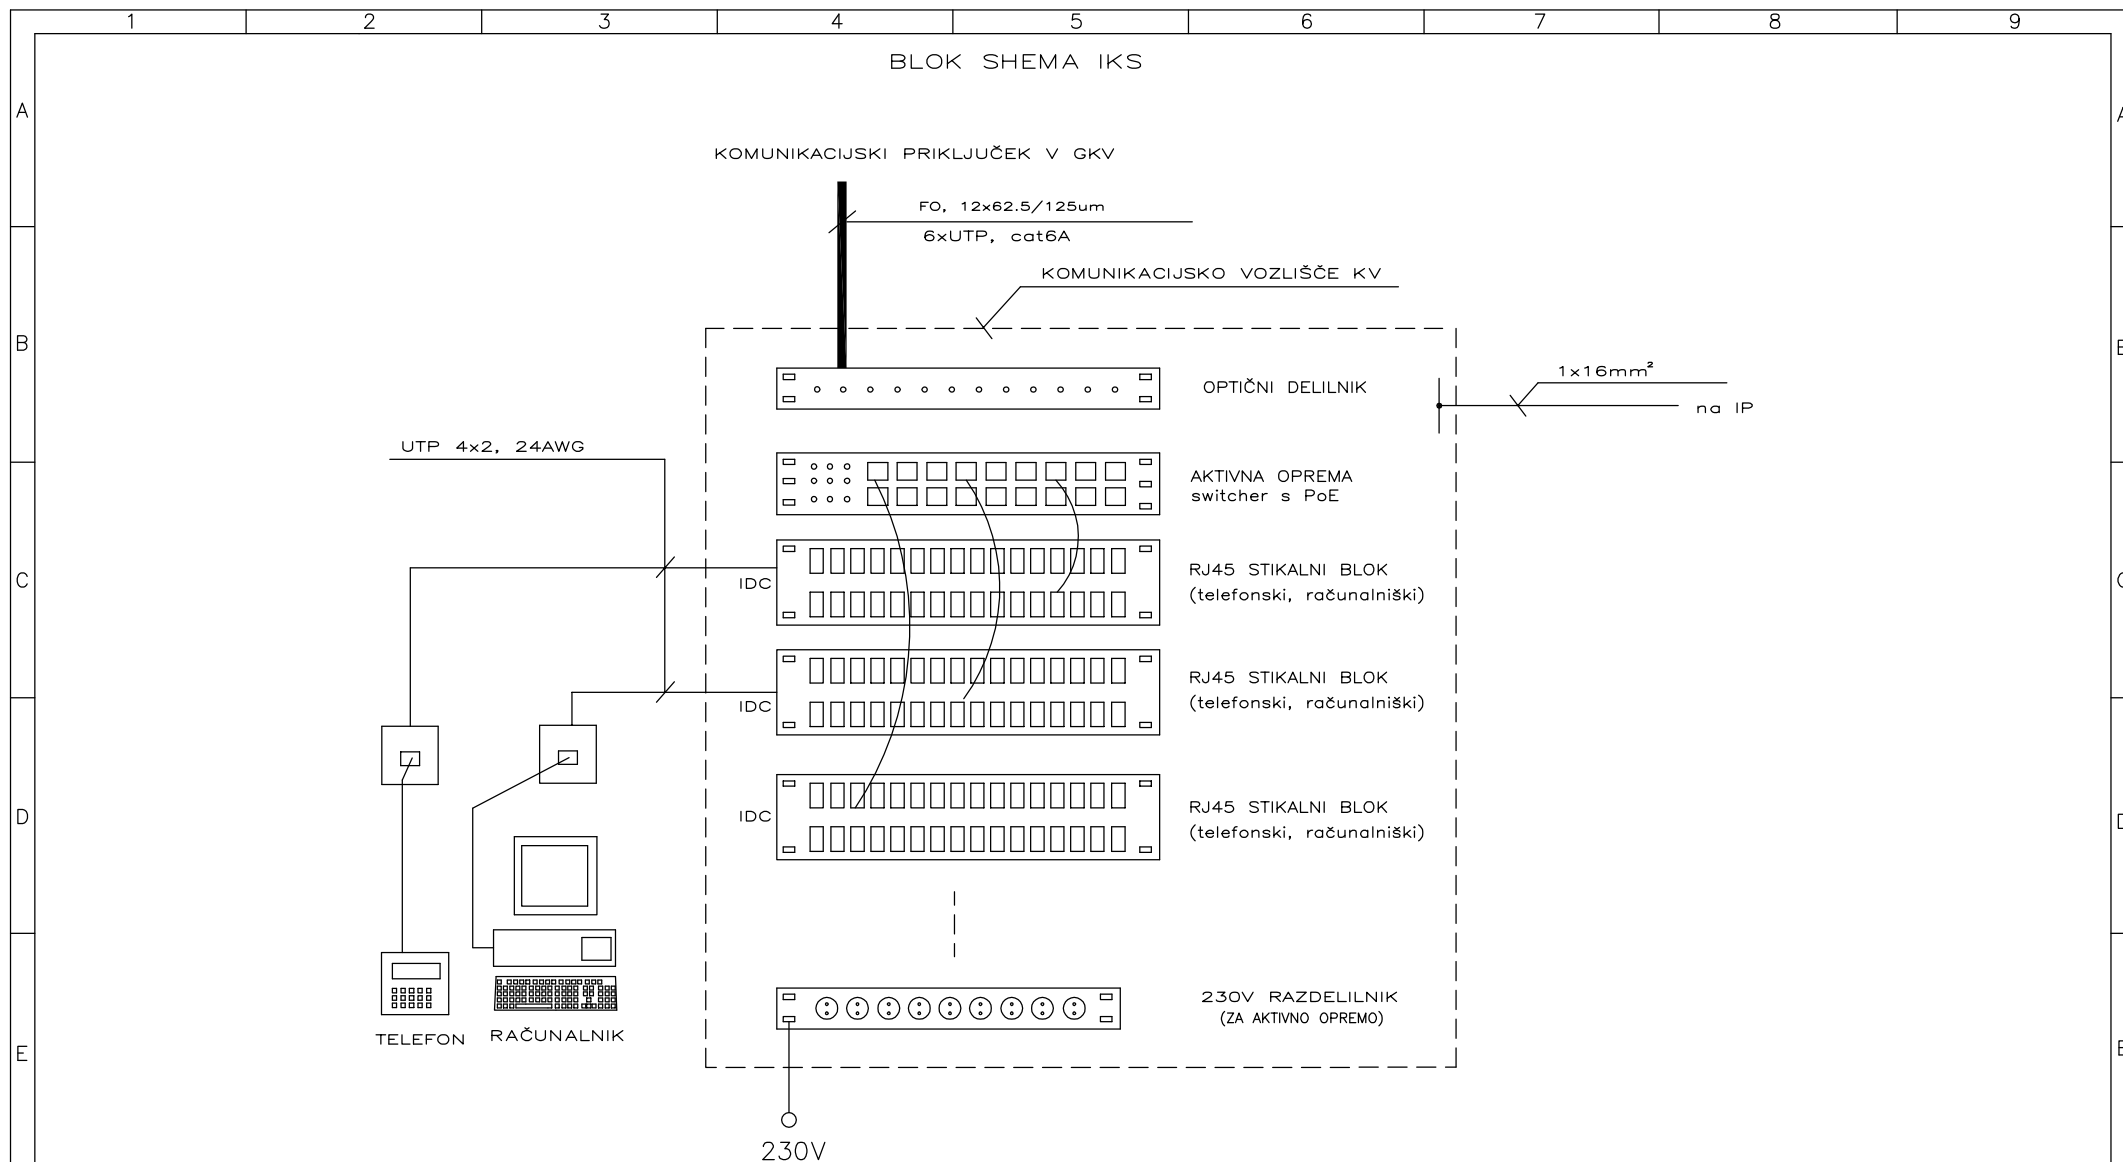 1 2 3 4 5 6 7 8 9
BLOK SHEMA IKS
A
KOMUNIKACIJSKI PRIKLJUČEK V GKV
FO, 12x62.5/125um
6xUTP, cat6A
KOMUNIKACIJSKO VOZLIŠČE KV
B
OPTIČNI DELILNIK
1x16mm²
na IP
UTP 4x2, 24AWG
AKTIVNA OPREMA
switcher s PoE
C
IDC
RJ45 STIKALNI BLOK
(telefonski, računalniški)
IDC
RJ45 STIKALNI BLOK
(telefonski, računalniški)
D
IDC
RJ45 STIKALNI BLOK
(telefonski, računalniški)
230V RAZDELILNIK
(ZA AKTIVNO OPREMO)
TELEFON
RAČUNALNIK
E
230V